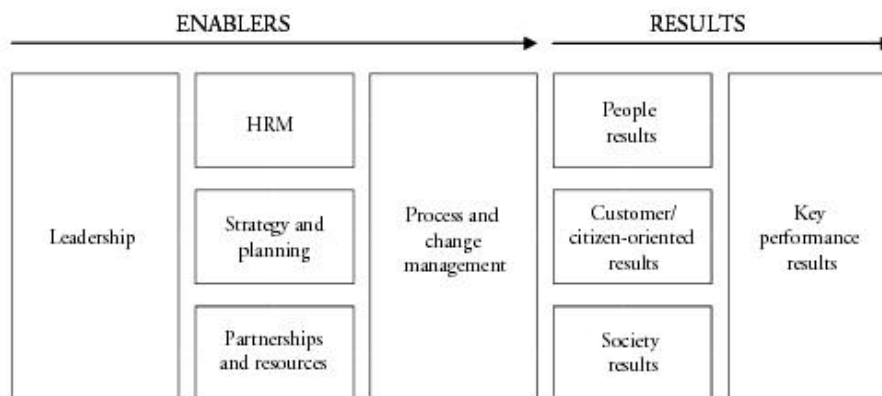 ENABLERS
RESULTS
Leadership
HRM
Strategy and
planning
Partnerships
and resources
Process and
change
management
People
results
Customer/
citizen-oriented
results
Society
results
Key
performance
results